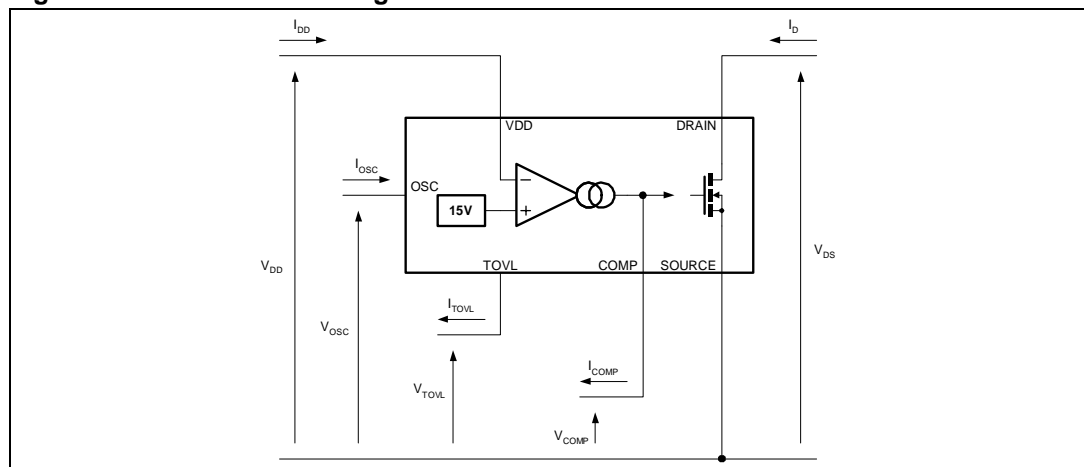 I_DD
I_D
VDD
DRAIN
I_OSC
OSC
15V
−
+
V_DD
TOVL
COMP
SOURCE
V_DS
I_TOVL
V_OSC
I_COMP
V_TOVL
V_COMP